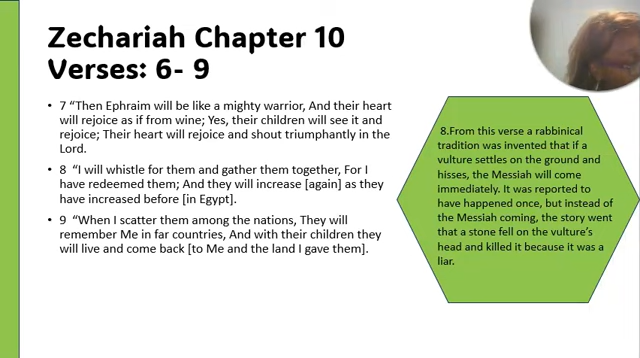 Zechariah Chapter 10
Verses: 6- 9
• 7 “Then Ephraim will be like a mighty warrior, And their heart
will rejoice as if from wine; Yes, their children will see it and
rejoice; Their heart will rejoice and shout triumphantly in the
Lord.
• 8 “I will whistle for them and gather them together, For I
have redeemed them; And they will increase [again] as they
have increased before [in Egypt].
• 9 “When I scatter them among the nations, They will
remember Me in far countries, And with their children they
will live and come back [to Me and the land I gave them].
8.From this verse a rabbinical
tradition was invented that if a
vulture settles on the ground and
hisses, the Messiah will come
immediately. It was reported to
have happened once, but instead of
the Messiah coming, the story went
that a stone fell on the vulture’s
head and killed it because it was a
liar.